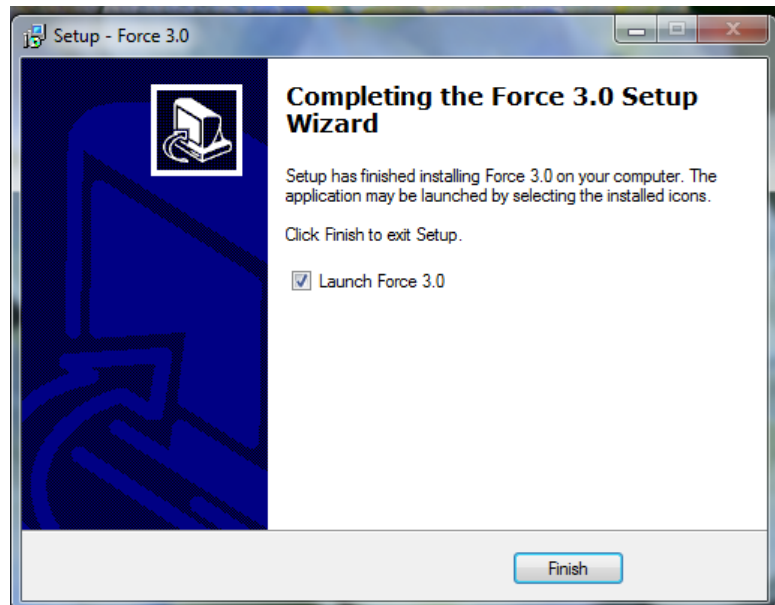 Setup - Force 3.0
Completing the Force 3.0 Setup
Wizard
Setup has finished installing Force 3.0 on your computer. The
application may be launched by selecting the installed icons.
Click Finish to exit Setup.
Launch Force 3.0
Finish